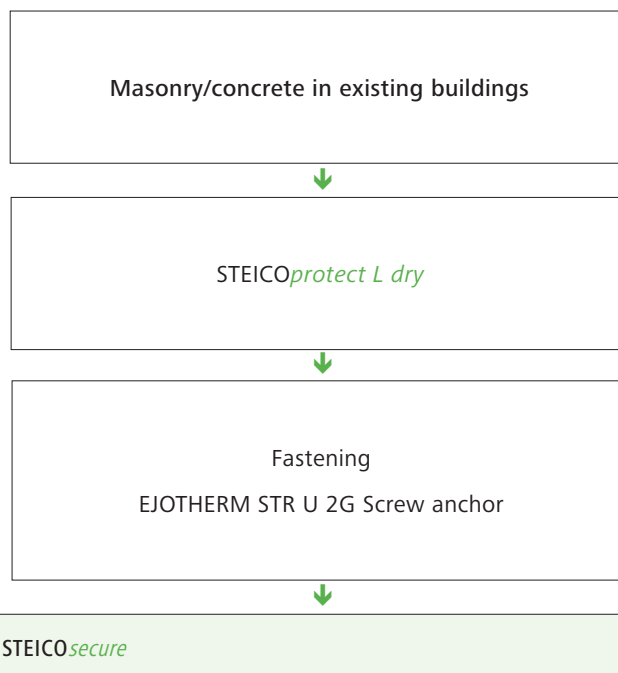 Masonry/concrete in existing buildings
STEICOprotect L dry
Fastening
EJOTHERM STR U 2G Screw anchor
STEICOsecure